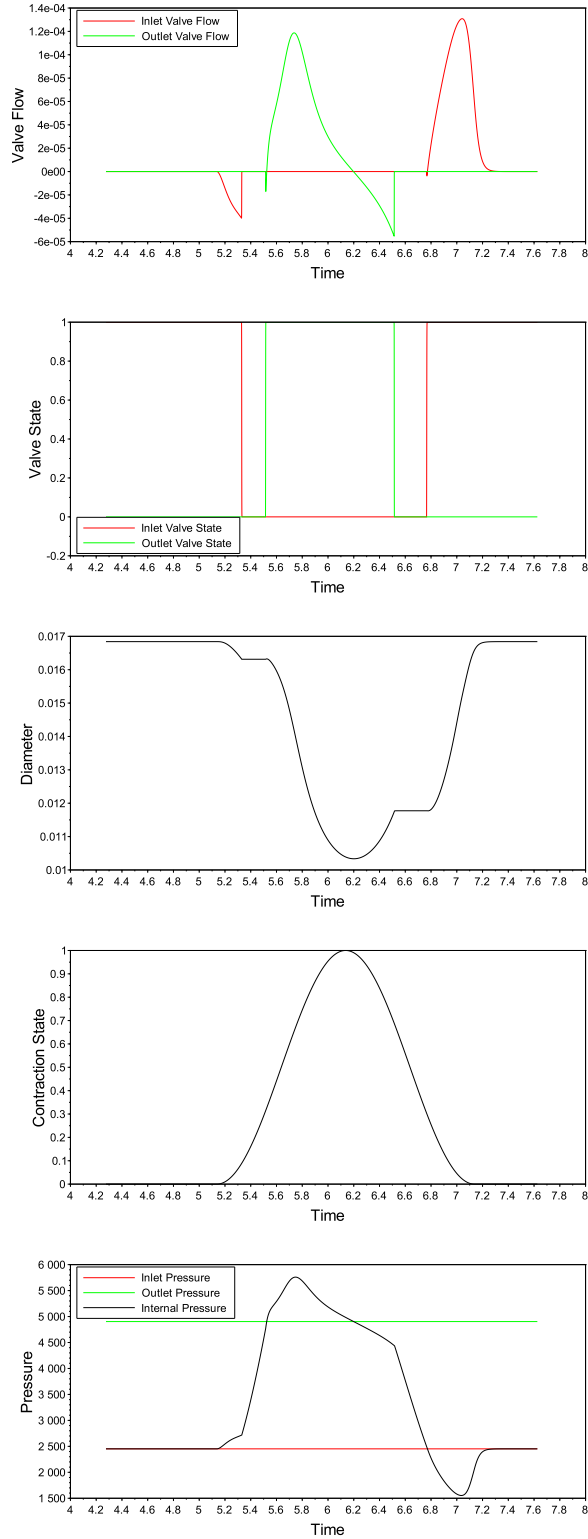 1.4e-04
1.2e-04
1e-04
8e-05
6e-05
4e-05
2e-05
0e00
-2e-05
-4e-05
-6e-05
Valve Flow
Inlet Valve Flow
Outlet Valve Flow
4 4.2 4.4 4.6 4.8 5 5.2 5.4 5.6 5.8 6 6.2 6.4 6.6 6.8 7 7.2 7.4 7.6 7.8 8
Time
1
0.8
0.6
0.4
0.2
0
-0.2
Valve State
Inlet Valve State
Outlet Valve State
4 4.2 4.4 4.6 4.8 5 5.2 5.4 5.6 5.8 6 6.2 6.4 6.6 6.8 7 7.2 7.4 7.6 7.8 8
Time
0.017
0.016
0.015
0.014
0.013
0.012
0.011
0.01
Diameter
4 4.2 4.4 4.6 4.8 5 5.2 5.4 5.6 5.8 6 6.2 6.4 6.6 6.8 7 7.2 7.4 7.6 7.8 8
Time
1
0.9
0.8
0.7
0.6
0.5
0.4
0.3
0.2
0.1
0
Contraction State
4 4.2 4.4 4.6 4.8 5 5.2 5.4 5.6 5.8 6 6.2 6.4 6.6 6.8 7 7.2 7.4 7.6 7.8 8
Time
6 000
5 500
5 000
4 500
4 000
3 500
3 000
2 500
2 000
1 500
Pressure
Inlet Pressure
Outlet Pressure
Internal Pressure
4 4.2 4.4 4.6 4.8 5 5.2 5.4 5.6 5.8 6 6.2 6.4 6.6 6.8 7 7.2 7.4 7.6 7.8 8
Time